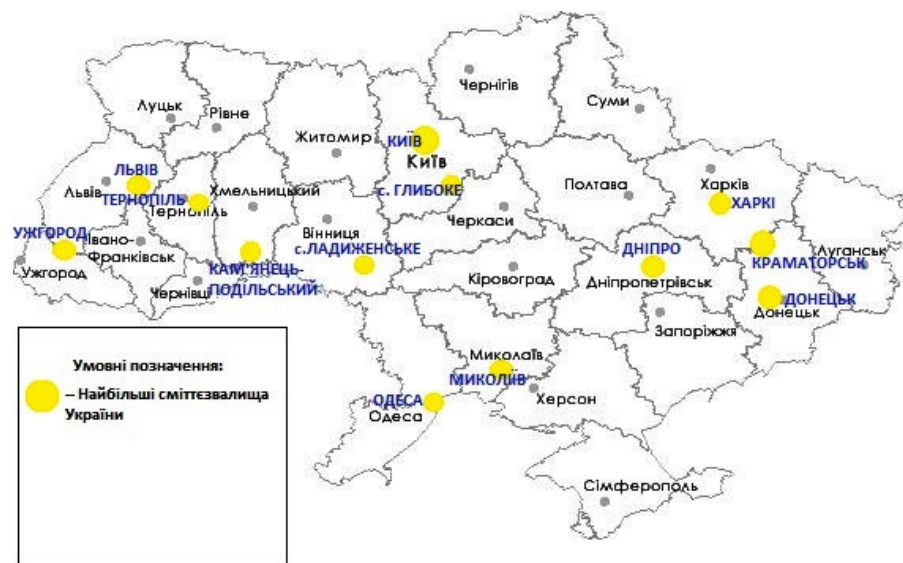 Чернігів
Луцьк
Рівне
Суми
Житомир
КИЇВ
Київ
ЛЬВІВ
Львів
ТЕРНОПІЛЬ
Тернопіль
Хмельницький
с. ГЛИБОКЕ
Черкаси
Полтава
Харків
ХАРКІ
УЖГОРОД
Ужгород
Івано-
Франківськ
Вінниця
с.ЛАДИЖЕНСЬКЕ
КАМ'ЯНЕЦЬ-
ПОДІЛЬСЬКИЙ
Чернівці
Кіровоград
ДНІПРО
Дніпропетрівськ
Луганськ
КРАМАТОРСЬК
ДОНЕЦЬК
Донецьк
Запоріжжя
Миколаїв
МИКОЛІЇВ
Херсон
ОДЕСА
Одеса
Сімферополь
Умовні позначення:
– Найбільші сміттєзвалища
України